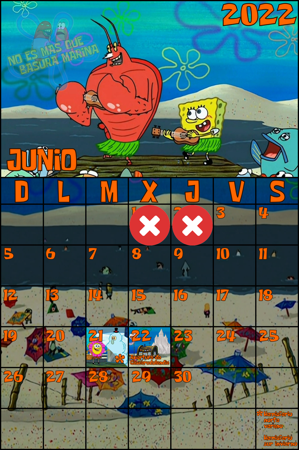 2022
NO ES MAS QUE
BASURA MARINA
JUNIO
D L M X J V S
3 4
5 6 7 8 9 10 11
12 13 14 15 16 17 18
19 20 21 22 23 24 25
26 27 28 29 30